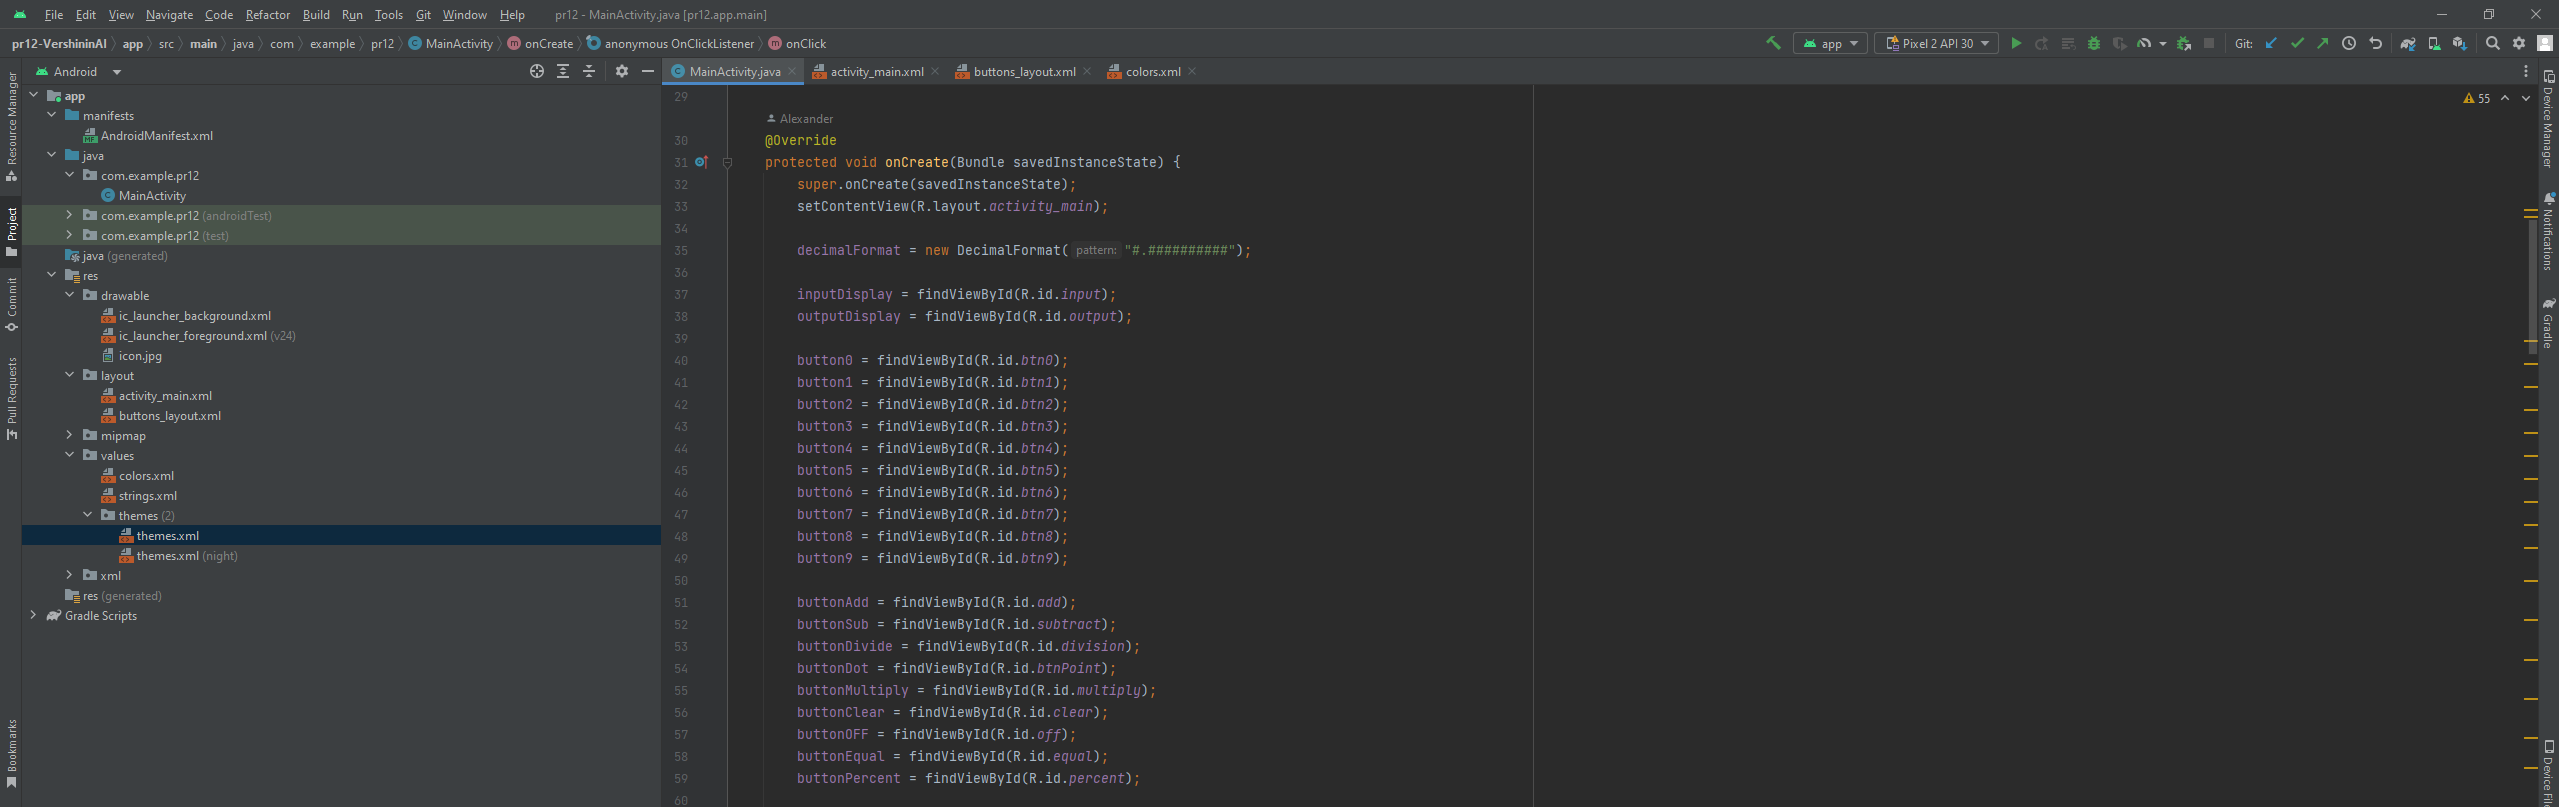 File Edit View Navigate Code Refactor Build Run Tools Git Window Help pr12 - MainActivity.java [pr12.app.main]
pr12-VershininAI app src main java com example pr12 MainActivity onCreate anonymous OnClickListener onClick app Pixel 2 API 30 Git:
Android
MainActivity.java activity_main.xml buttons_layout.xml colors.xml
Resource Manager
Project
Commit
Pull Requests
Bookmarks
app
manifests
AndroidManifest.xml
java
com.example.pr12
MainActivity
com.example.pr12 (androidTest)
com.example.pr12 (test)
java (generated)
res
drawable
ic_launcher_background.xml
ic_launcher_foreground.xml (v24)
icon.jpg
layout
activity_main.xml
buttons_layout.xml
mipmap
values
colors.xml
strings.xml
themes (2)
themes.xml
themes.xml (night)
xml
res (generated)
Gradle Scripts
55
29
Alexander
30 @Override
31 protected void onCreate(Bundle savedInstanceState) {
32 super.onCreate(savedInstanceState);
33 setContentView(R.layout.activity_main);
34
35 decimalFormat = new DecimalFormat( pattern: "#.##########");
36
37 inputDisplay = findViewById(R.id.input);
38 outputDisplay = findViewById(R.id.output);
39
40 button0 = findViewById(R.id.btn0);
41 button1 = findViewById(R.id.btn1);
42 button2 = findViewById(R.id.btn2);
43 button3 = findViewById(R.id.btn3);
44 button4 = findViewById(R.id.btn4);
45 button5 = findViewById(R.id.btn5);
46 button6 = findViewById(R.id.btn6);
47 button7 = findViewById(R.id.btn7);
48 button8 = findViewById(R.id.btn8);
49 button9 = findViewById(R.id.btn9);
50
51 buttonAdd = findViewById(R.id.add);
52 buttonSub = findViewById(R.id.subtract);
53 buttonDivide = findViewById(R.id.division);
54 buttonDot = findViewById(R.id.btnPoint);
55 buttonMultiply = findViewById(R.id.multiply);
56 buttonClear = findViewById(R.id.clear);
57 buttonOFF = findViewById(R.id.off);
58 buttonEqual = findViewById(R.id.equal);
59 buttonPercent = findViewById(R.id.percent);
60
Device Manager
Notifications
Gradle
Device File